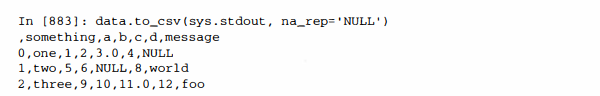 In [883]: data.to_csv(sys.stdout, na_rep='NULL')
,something,a,b,c,d,message
0,one,1,2,3.0,4,NULL
1,two,5,6,NULL,8,world
2,three,9,10,11.0,12,foo